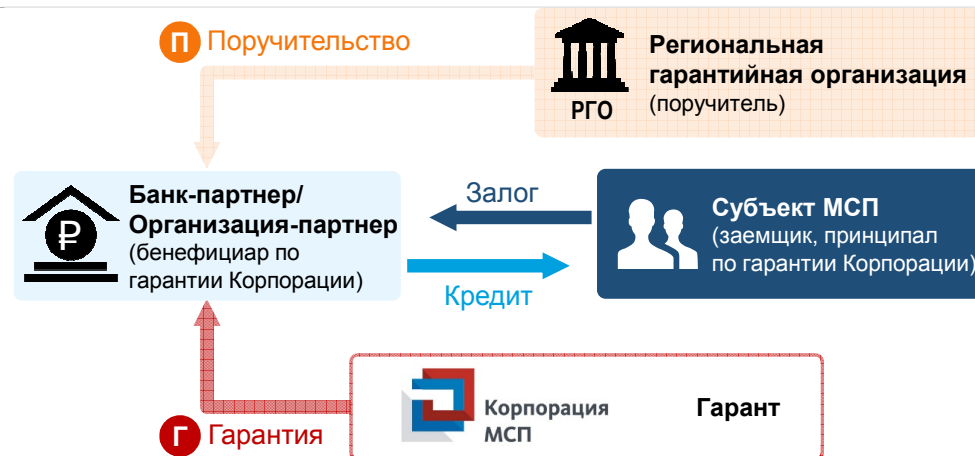 П Поручительство
Региональная
гарантийная организация
(поручитель)
РГО
Банк-партнер/
Организация-партнер
(бенефициар по
гарантии Корпорации)
₽
Залог
Кредит
Субъект МСП
(заемщик, принципал
по гарантии Корпорации)
Корпорация
МСП
Гарант
Г Гарантия